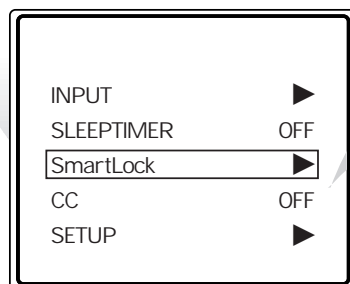 INPUT ▶
SLEEPTIMER OFF
SmartLock ▶
CC OFF
SETUP ▶